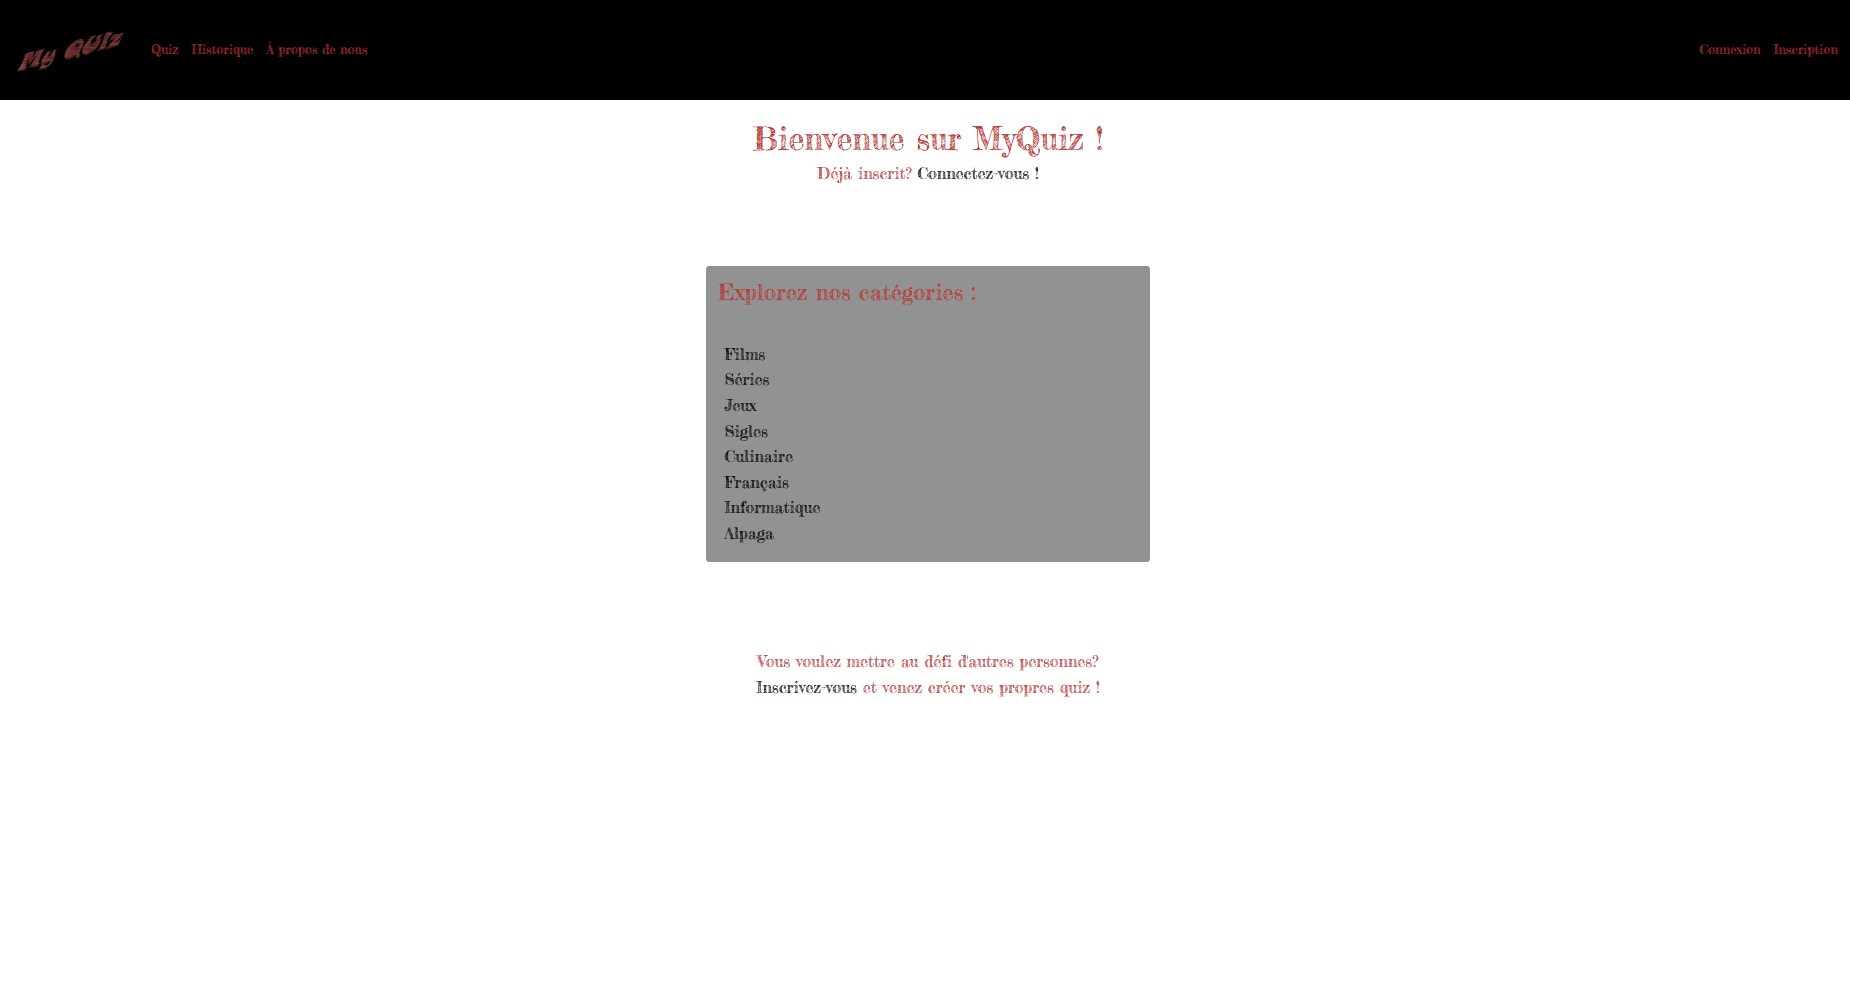 My QUIZ
Quiz Historique À propos de nous
Connexion Inscription
Bienvenue sur MyQuiz !
Déjà inscrit? Connectez-vous !
Explorez nos catégories :
Films
Séries
Jeux
Sigles
Culinaire
Français
Informatique
Alpaga
Vous voulez mettre au défi d'autres personnes?
Inscrivez-vous et venez créer vos propres quiz !